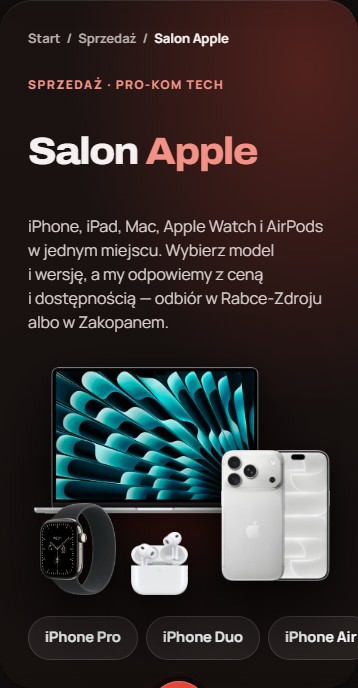 Start / Sprzedaż / Salon Apple
SPRZEDAŻ · PRO-KOM TECH
Salon Apple
iPhone, iPad, Mac, Apple Watch i AirPods
w jednym miejscu. Wybierz model
i wersję, a my odpowiemy z ceną
i dostępnością — odbiór w Rabce-Zdroju
albo w Zakopanem.
iPhone Pro
iPhone Duo
iPhone Air